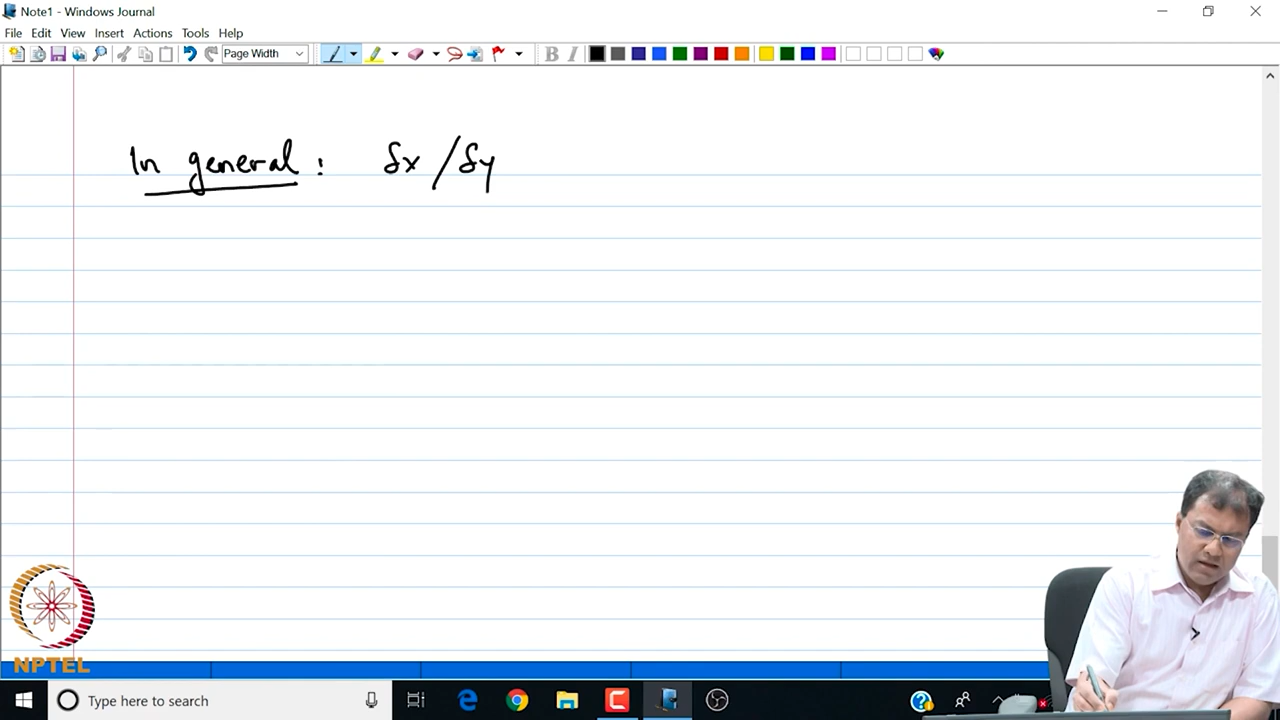 Note1 - Windows Journal
File Edit View Insert Actions Tools Help
Page Width B I
In general : δx / δy
NPTEL
Type here to search